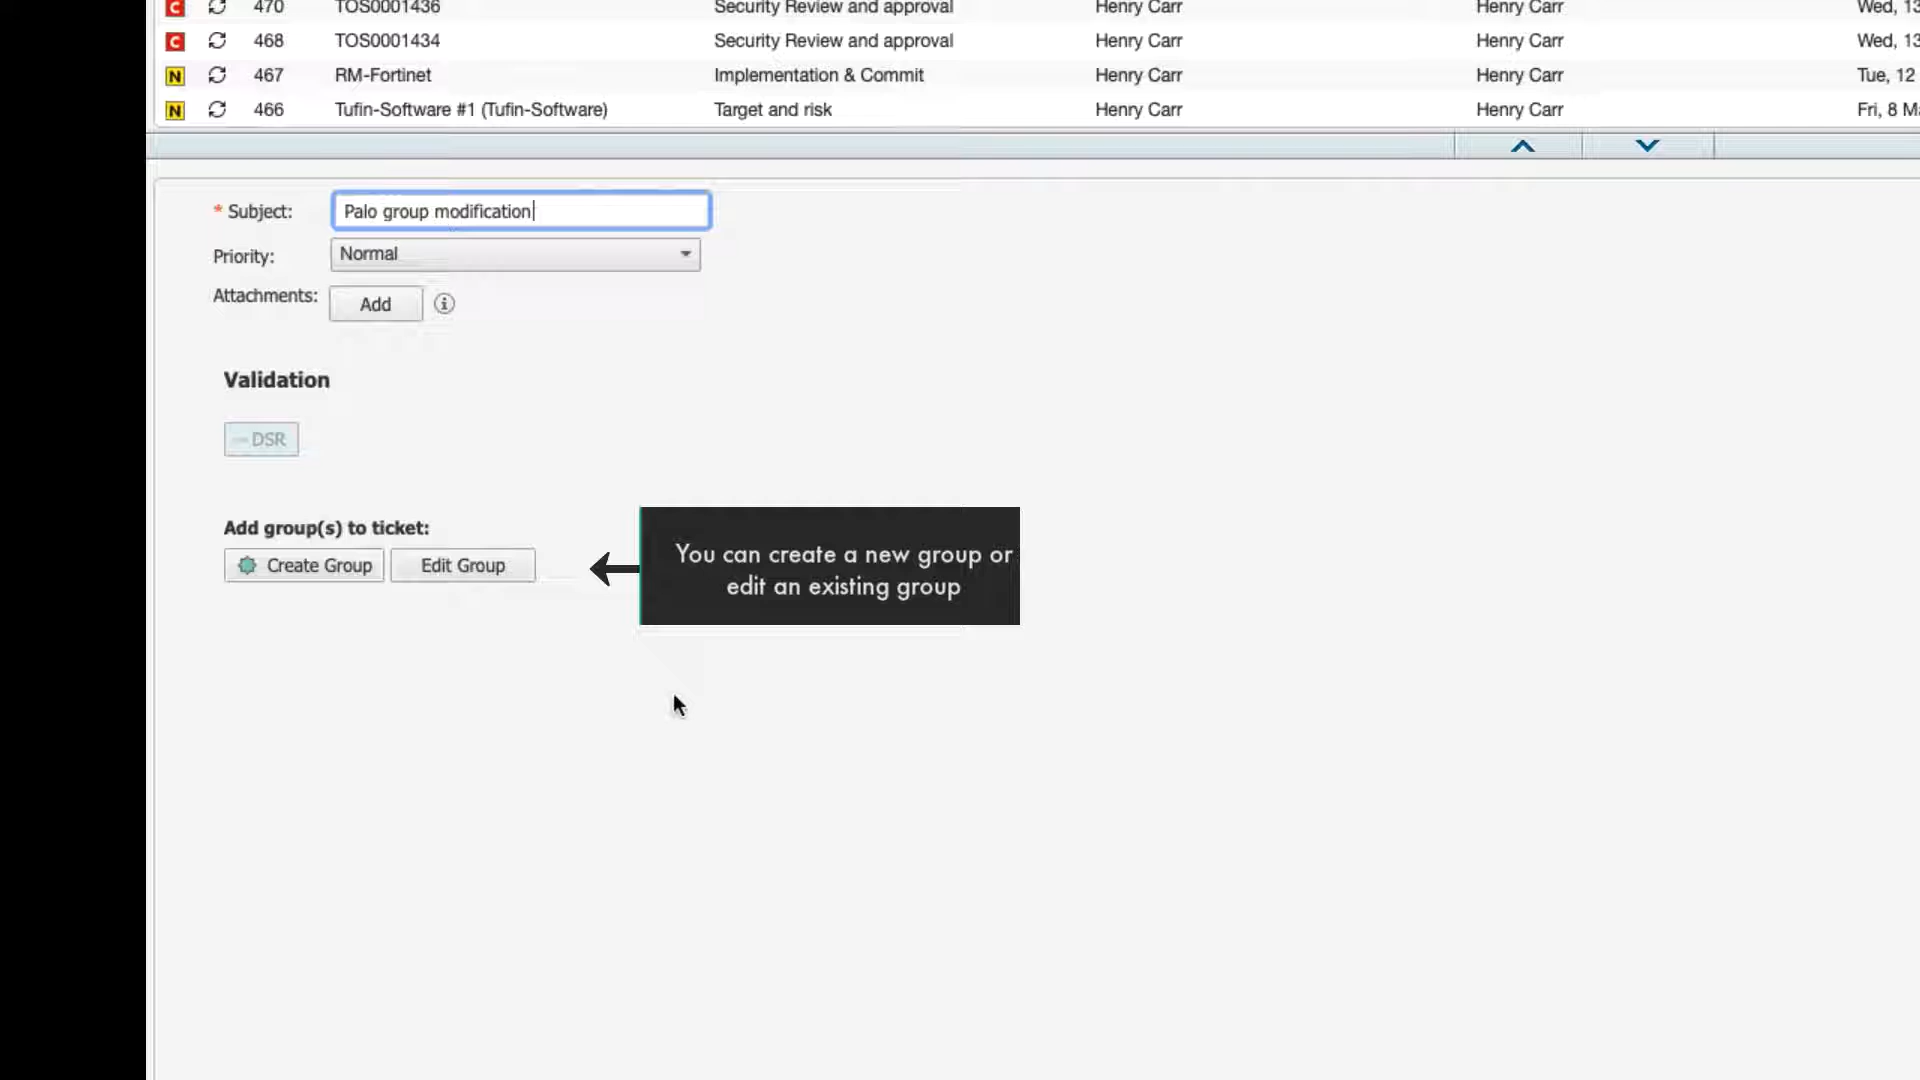 C 470 TOS0001436 Security Review and approval Henry Carr Henry Carr Wed, 13
C 468 TOS0001434 Security Review and approval Henry Carr Henry Carr Wed, 13
N 467 RM-Fortinet Implementation & Commit Henry Carr Henry Carr Tue, 12
N 466 Tufin-Software #1 (Tufin-Software) Target and risk Henry Carr Henry Carr Fri, 8 Ma
* Subject: Palo group modification
Priority: Normal
Attachments: Add
Validation
DSR
Add group(s) to ticket:
Create Group Edit Group
You can create a new group or
edit an existing group